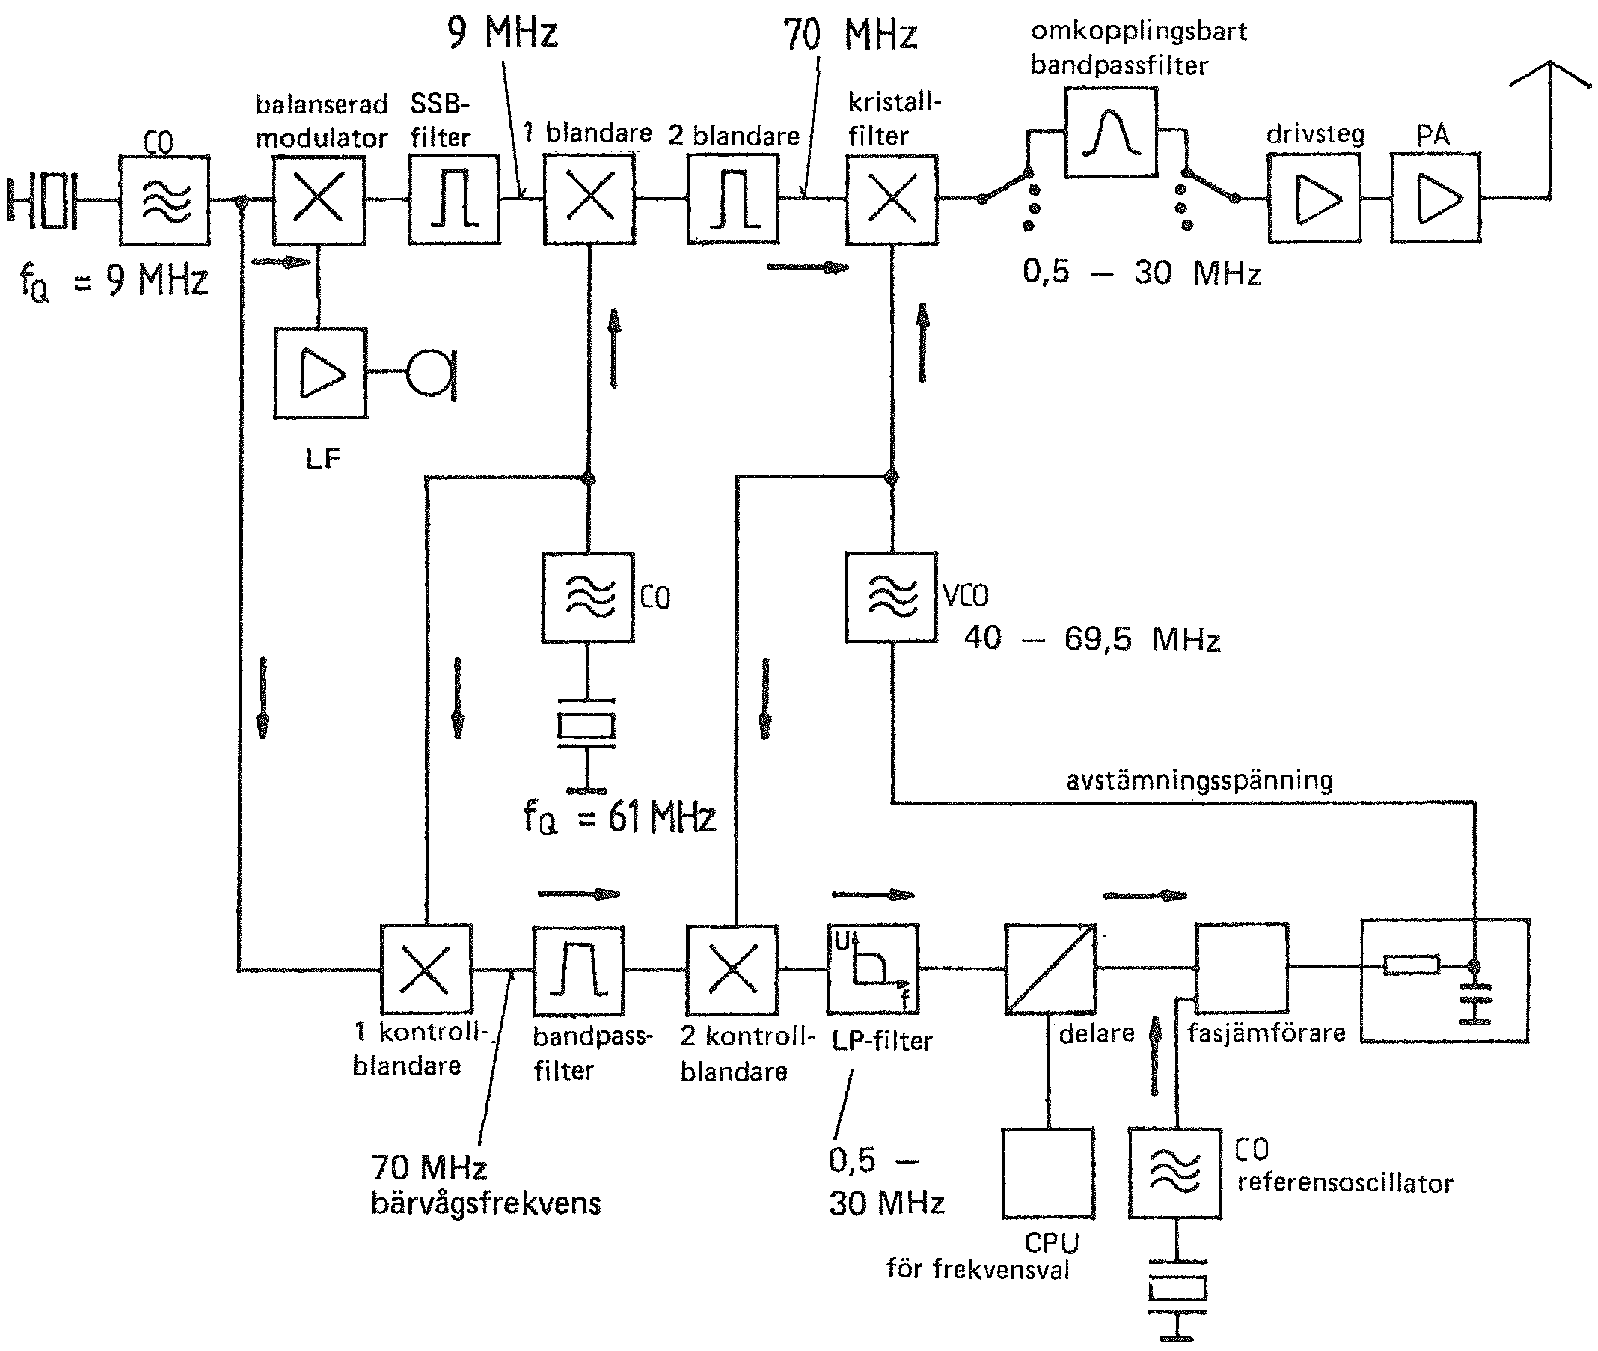 9 MHz
70 MHz
omkopplingsbart
bandpassfilter
balanserad
modulator
SSB-
filter
kristall-
filter
CO
1 blandare
2 blandare
drivsteg
PA
fQ = 9 MHz
0,5 – 30 MHz
LF
CO
VCO
40 – 69,5 MHz
avstämningsspänning
fQ = 61 MHz
U
f
1 kontroll-
blandare
bandpass-
filter
2 kontroll-
blandare
LP-filter
delare
fasjämförare
70 MHz
bärvågsfrekvens
0,5 –
30 MHz
CO
referensoscillator
CPU
för frekvensval